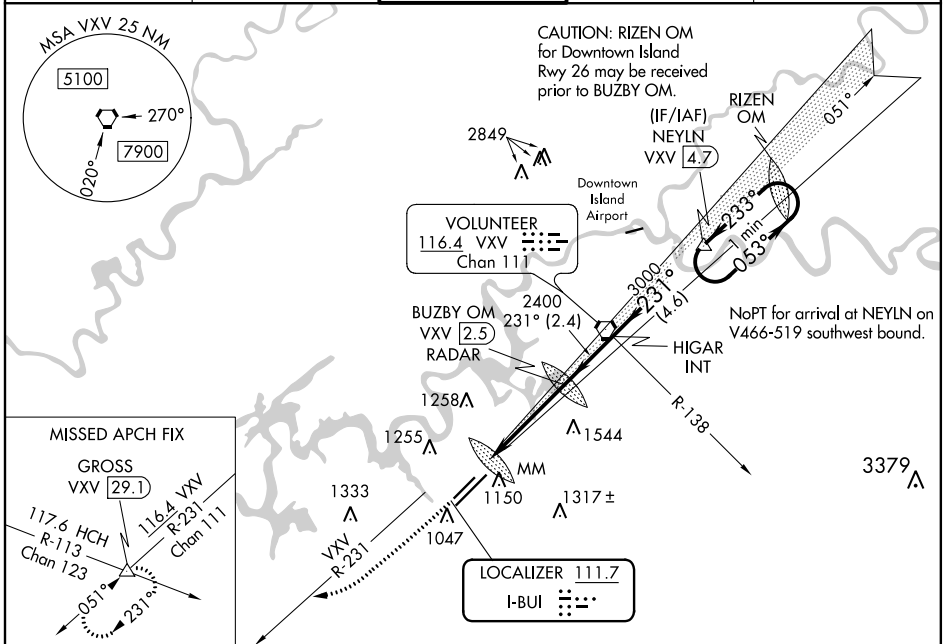 MSA VXV 25 NM
5100
270°
7900
020°
CAUTION: RIZEN OM
for Downtown Island
Rwy 26 may be received
prior to BUZBY OM.
(IF/IAF)
NEYLN
VXV 4.7
RIZEN
OM
051°
2849
Downtown
Island
Airport
233°
1 min
053°
VOLUNTEER
116.4 VXV
Chan 111
3000
231°
(4.6)
2400
231° (2.4)
BUZBY OM
VXV 2.5
RADAR
HIGAR
INT
NoPT for arrival at NEYLN on
V466-519 southwest bound.
R-138
1258
1255
1544
MM
1150
1317 ±
3379
1333
1047
VXV
R-231
LOCALIZER 111.7
I-BUI
MISSED APCH FIX
GROSS
VXV 29.1
117.6 HCH
R-113
Chan 123
116.4 VXV
R-231
Chan 111
051°
231°